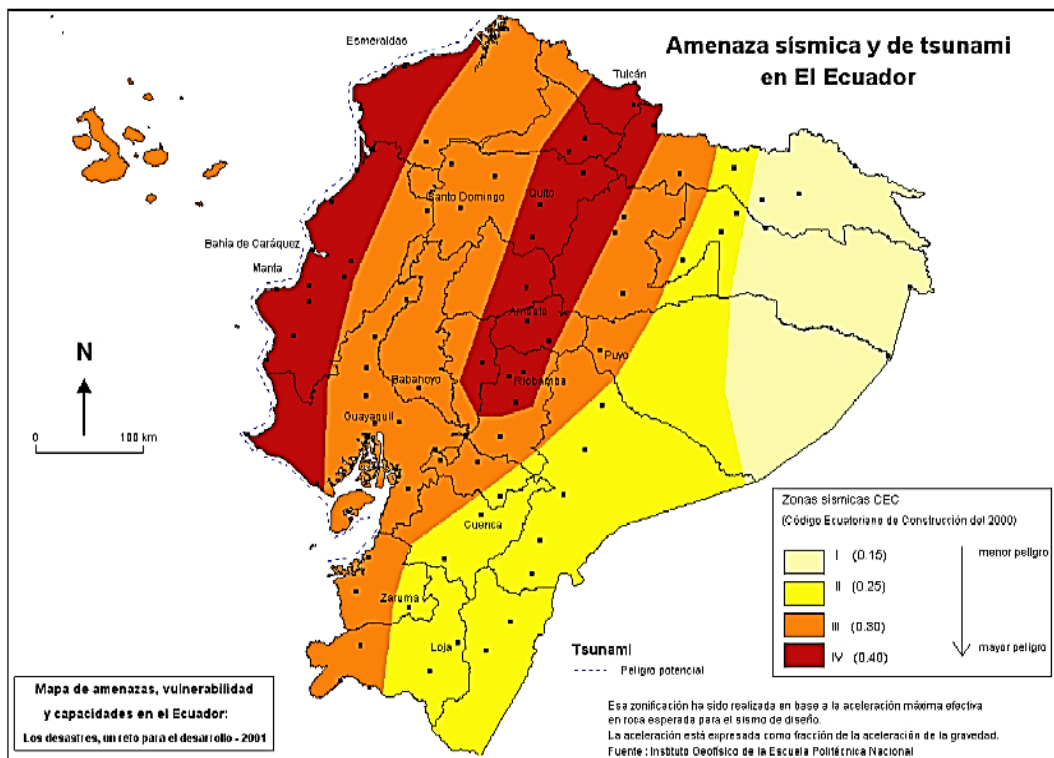 Amenaza sísmica y de tsunami
en El Ecuador
Esmeraldas
Tulcán
Santo Domingo
Quito
Bahía de Caráquez
Manta
Ambato
Puyo
Riobamba
Babahoyo
Guayaquil
N
0 100 km
Cuenca
Zaruma
Loja
Zonas sísmicas CEC
(Código Ecuatoriano de Construcción del 2000)
I (0.15)
II (0.25)
III (0.30)
IV (0.40)
menor peligro
mayor peligro
Tsunami
Peligro potencial
Mapa de amenazas, vulnerabilidad
y capacidades en el Ecuador:
Los desastres, un reto para el desarrollo - 2001
Esa zonificación ha sido realizada en base a la aceleración máxima efectiva
en roca esperada para el sismo de diseño.
La aceleración está expresada como fracción de la aceleración de la gravedad.
Fuente : Instituto Geofísico de la Escuela Politécnica Nacional